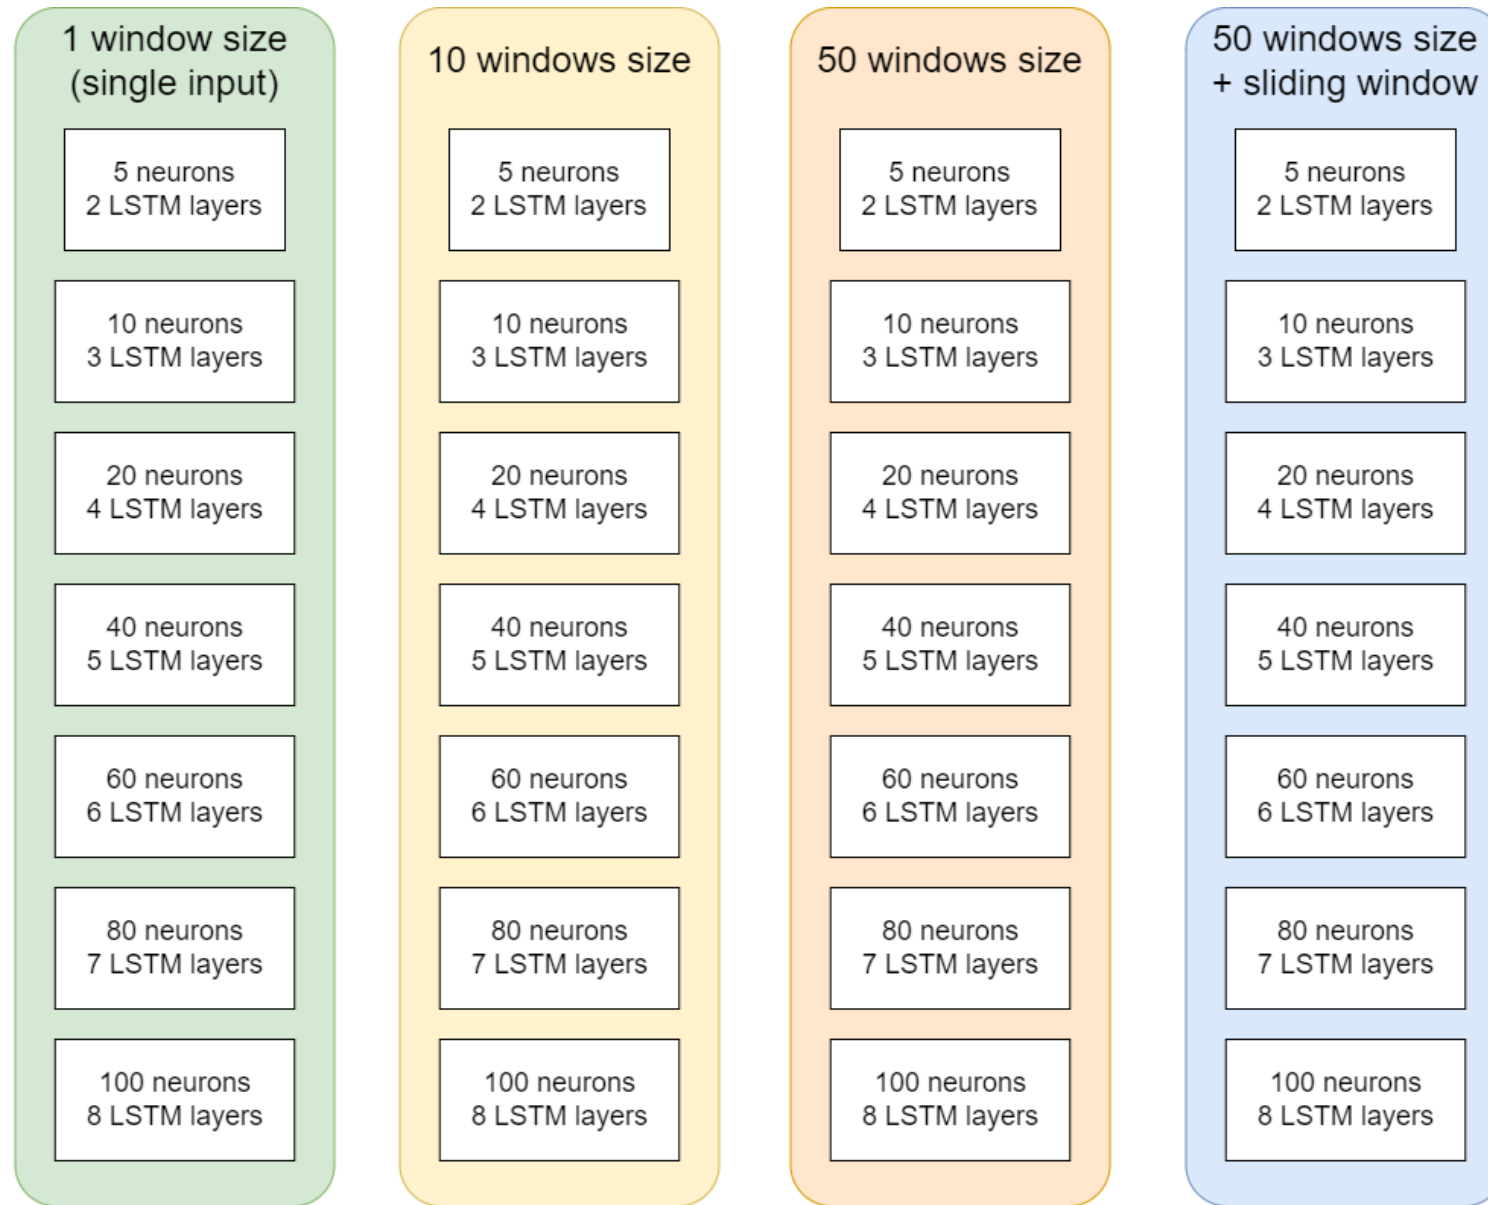 1 window size
(single input)
5 neurons
2 LSTM layers
10 neurons
3 LSTM layers
20 neurons
4 LSTM layers
40 neurons
5 LSTM layers
60 neurons
6 LSTM layers
80 neurons
7 LSTM layers
100 neurons
8 LSTM layers
10 windows size
5 neurons
2 LSTM layers
10 neurons
3 LSTM layers
20 neurons
4 LSTM layers
40 neurons
5 LSTM layers
60 neurons
6 LSTM layers
80 neurons
7 LSTM layers
100 neurons
8 LSTM layers
50 windows size
5 neurons
2 LSTM layers
10 neurons
3 LSTM layers
20 neurons
4 LSTM layers
40 neurons
5 LSTM layers
60 neurons
6 LSTM layers
80 neurons
7 LSTM layers
100 neurons
8 LSTM layers
50 windows size
+ sliding window
5 neurons
2 LSTM layers
10 neurons
3 LSTM layers
20 neurons
4 LSTM layers
40 neurons
5 LSTM layers
60 neurons
6 LSTM layers
80 neurons
7 LSTM layers
100 neurons
8 LSTM layers